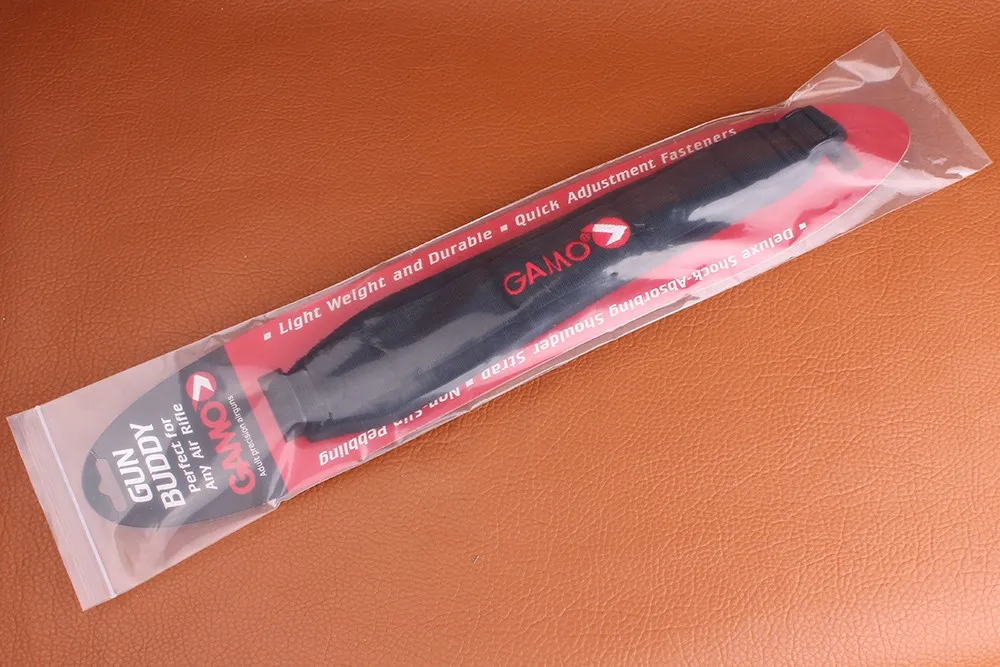 GUN
BUDDY
Perfect for
Any Air Rifle
GAMO
Adult precision airguns
▪ Light Weight and Durable ▪ Quick Adjustment Fasteners
GAMO®
▪ Deluxe Shock-Absorbing Shoulder Strap ▪ Non-Slip Pebbling